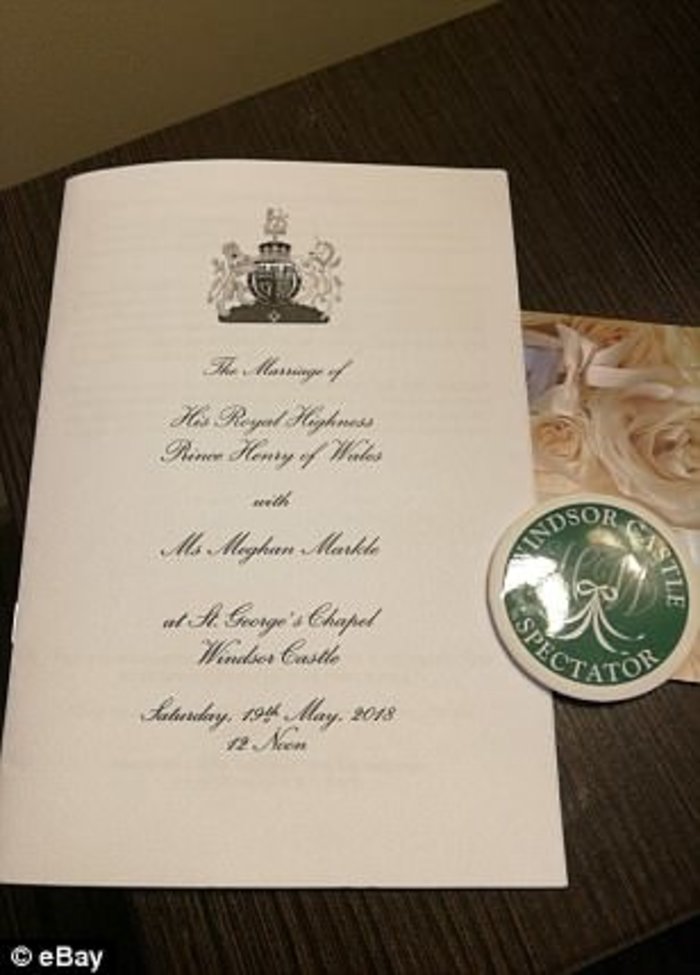 The Marriage of
His Royal Highness
Prince Henry of Wales
with
Ms Meghan Markle
at St. George's Chapel
Windsor Castle
Saturday, 19th May, 2018
12 Noon
WINDSOR CASTLE
SPECTATOR
© eBay